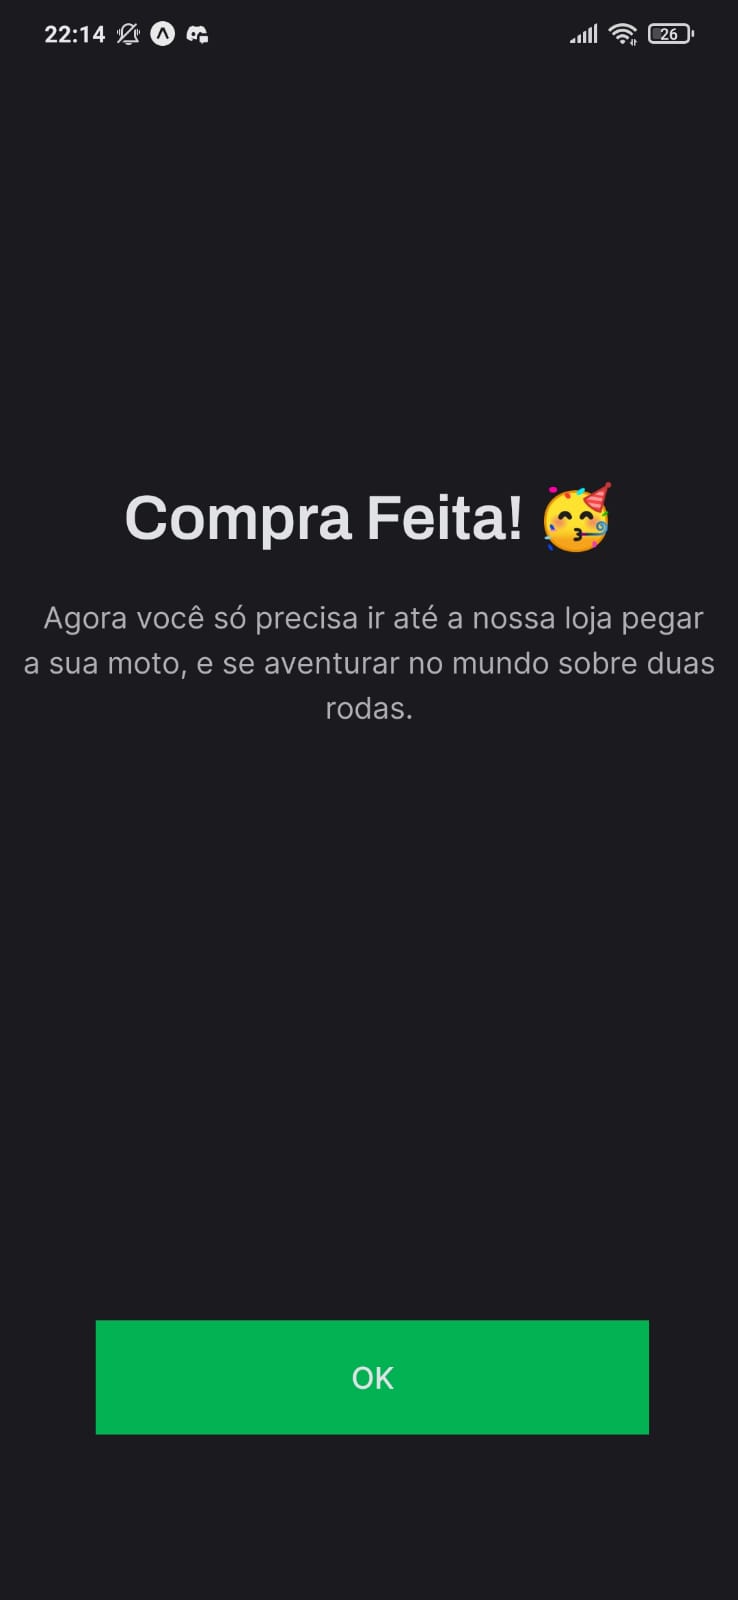 22:14
26
Compra Feita! 🥳
Agora você só precisa ir até a nossa loja pegar
a sua moto, e se aventurar no mundo sobre duas
rodas.
OK